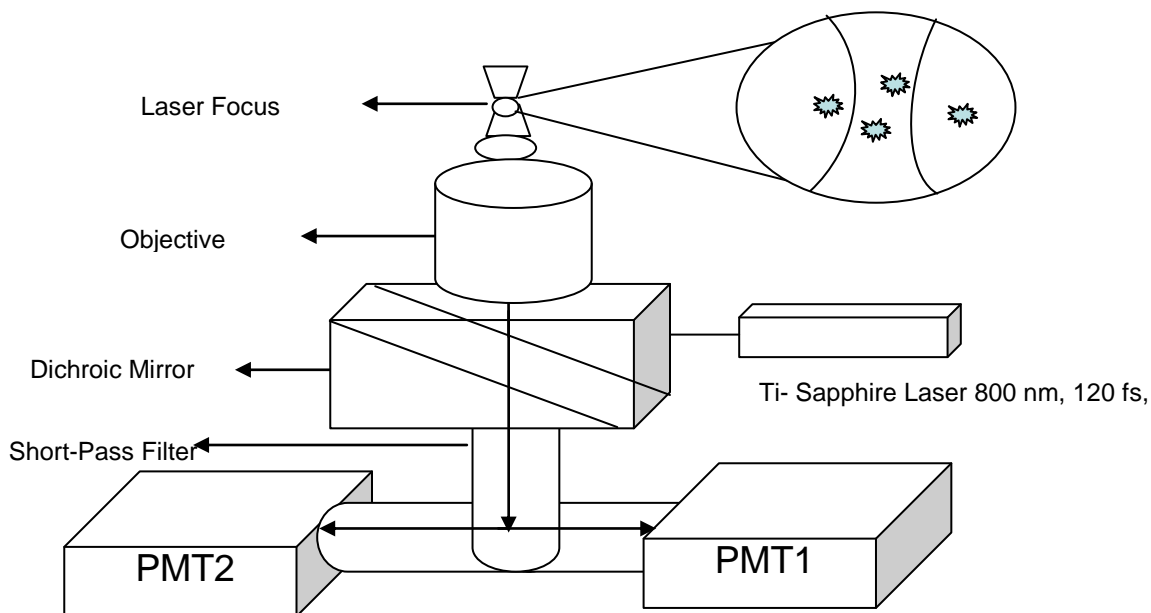 Laser Focus
Objective
Dichroic Mirror
Ti- Sapphire Laser 800 nm, 120 fs,
Short-Pass Filter
PMT2
PMT1